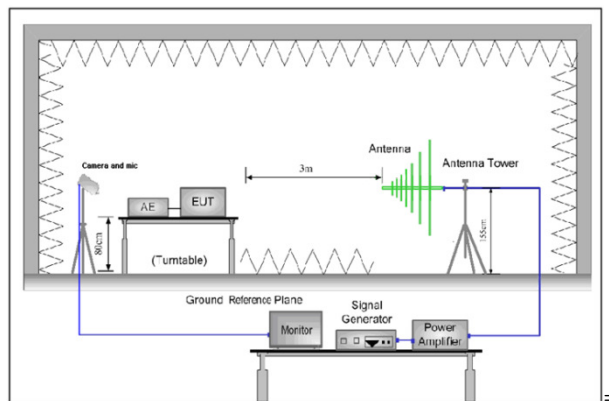 Camera and mic
AE
EUT
80cm
(Turntable)
3m
Antenna
Antenna Tower
155cm
Ground Reference Plane
Monitor
Signal
Generator
Power
Amplifier